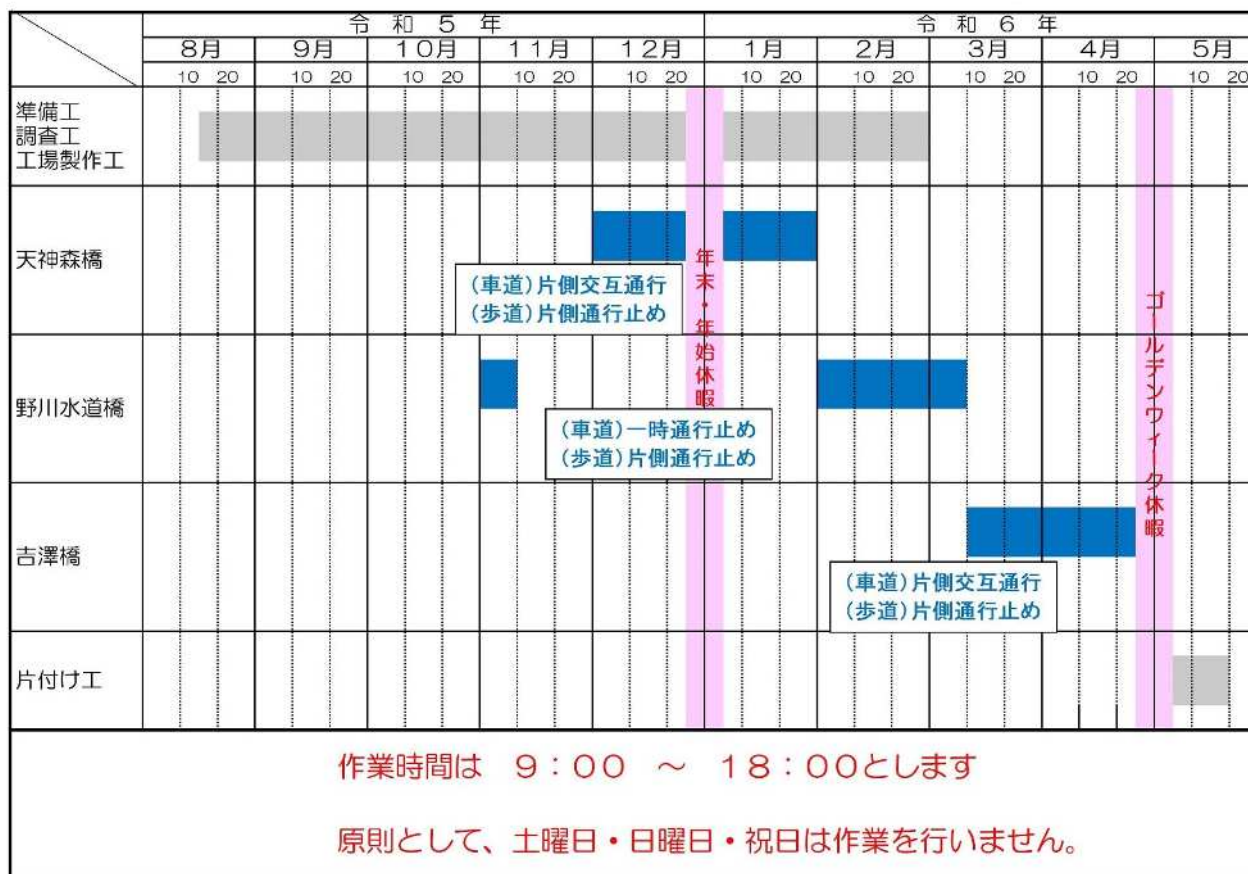 令和5年 令和6年
8月 9月 10月 11月 12月 1月 2月 3月 4月 5月
10 20 10 20 10 20 10 20 10 20 10 20 10 20 10 20 10 20 10 20
準備工
調査工
工場製作工
天神森橋
(車道)片側交互通行
(歩道)片側通行止め
年末・年始休暇
ゴールデンウィーク休暇
野川水道橋
(車道)一時通行止め
(歩道)片側通行止め
吉澤橋
(車道)片側交互通行
(歩道)片側通行止め
片付け工
作業時間は 9:00 ~ 18:00とします
原則として、土曜日・日曜日・祝日は作業を行いません。